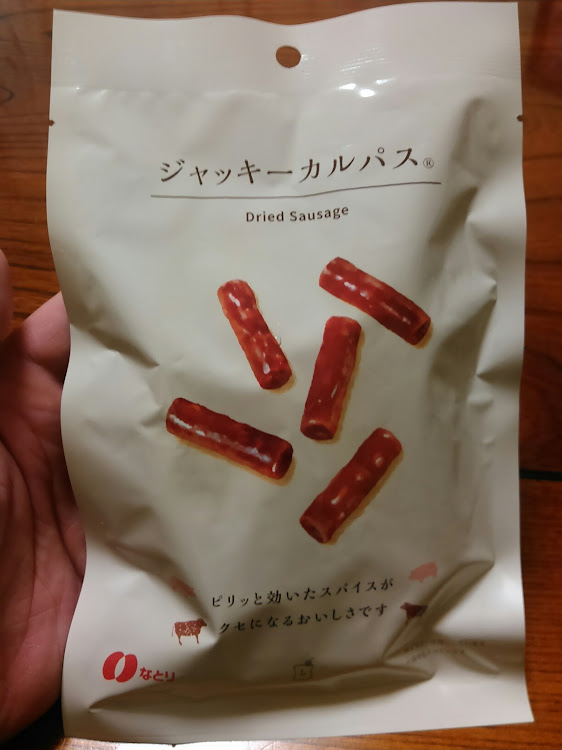 ジャッキーカルパス®
Dried Sausage
ピリッと効いたスパイスが
クセになるおいしさです
なとり